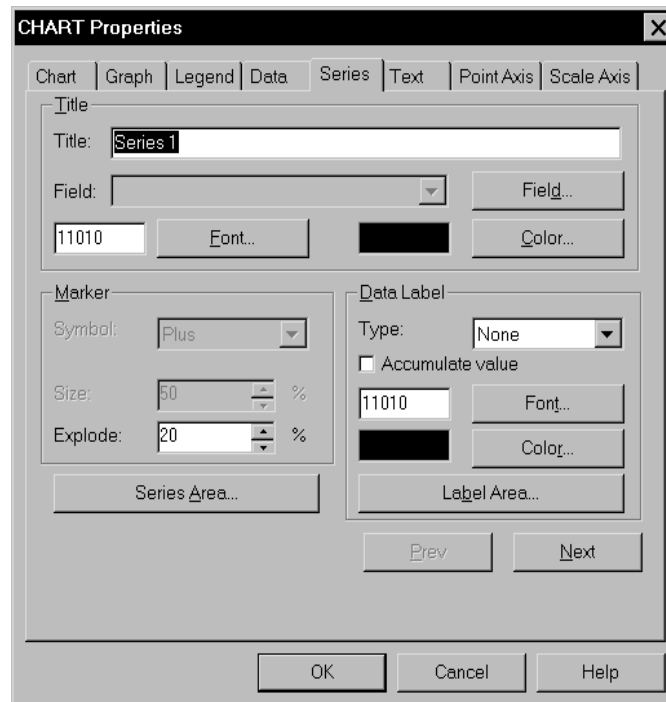 CHART Properties
Chart Graph Legend Data Series Text Point Axis Scale Axis
Title
Title: Series 1
Field: Field...
11010 Font... Color...
Marker
Symbol: Plus
Size: 50 %
Explode: 20 %
Series Area...
Data Label
Type: None
Accumulate value
11010 Font...
Color...
Label Area...
Prev Next
OK Cancel Help